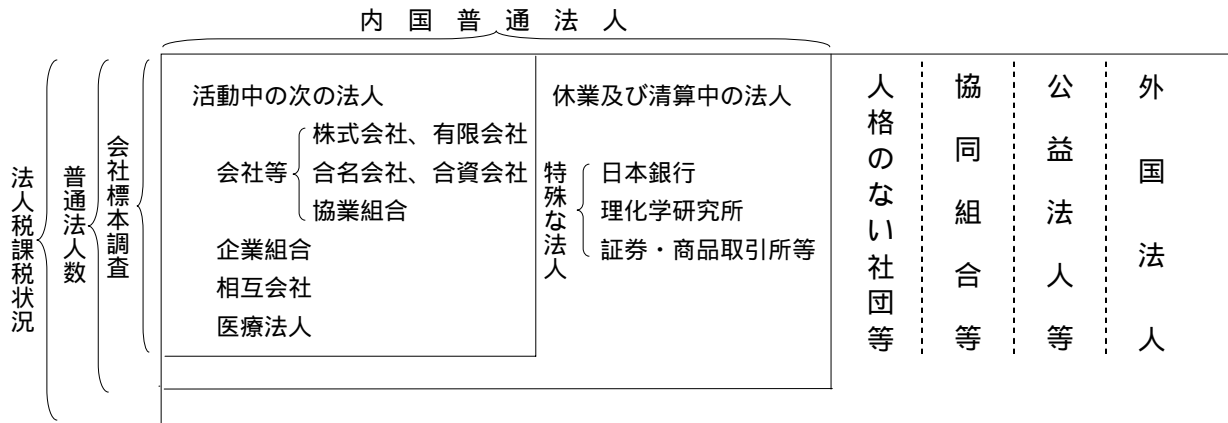 内国普通法人
法人税課税状況
普通法人数
会社標本調査
活動中の次の法人
会社等
株式会社、有限会社
合名会社、合資会社
協業組合
企業組合
相互会社
医療法人
休業及び清算中の法人
特殊な法人
日本銀行
理化学研究所
証券・商品取引所等
人格のない社団等
協同組合等
公益法人等
外国法人